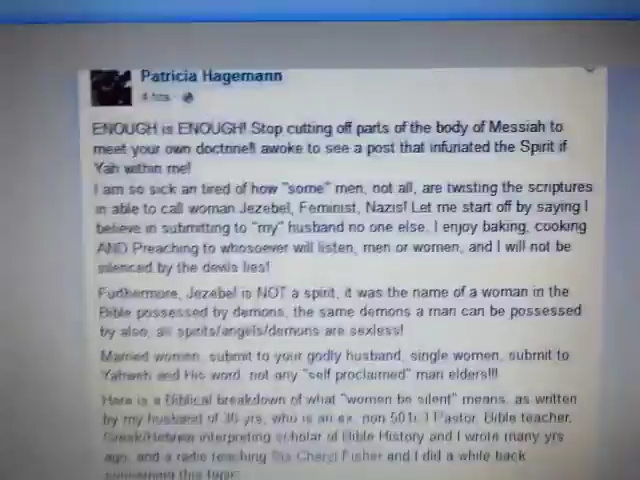 Patricia Hagemann
4 hrs
ENOUGH is ENOUGH! Stop cutting off parts of the body of Messiah to
meet your own doctrine!I awoke to see a post that infuriated the Spirit if
Yah within me!
I am so sick an tired of how "some" men, not all, are twisting the scriptures
in able to call woman Jezebel, Feminist, Nazis! Let me start off by saying I
believe in submitting to "my" husband no one else. I enjoy baking, cooking
AND Preaching to whosoever will listen, men or women, and I will not be
silenced by the devils lies!
Furthermore, Jezebel is NOT a spirit, it was the name of a woman in the
Bible possessed by demons, the same demons a man can be possessed
by also, all spirits/angels/demons are sexless!
Married women, submit to your godly husband, single women, submit to
Yahweh and His word, not any "self proclaimed" man elders!!!
Here is a Biblical breakdown of what "women be silent" means, as written
by my husband of 36 yrs, who is an ex, non 501c Pastor, Bible teacher,
Greek/Hebrew interpreting scholar of Bible History and I wrote many yrs
ago, and a radio teaching Sis Cheryl Fisher and I did a while back
concerning this topic